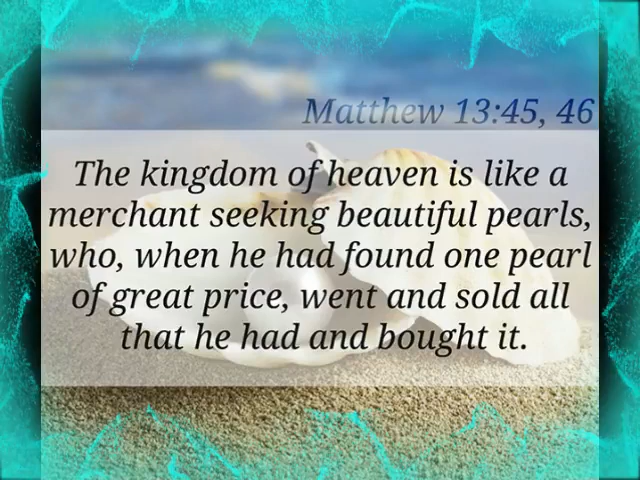 Matthew 13:45, 46
The kingdom of heaven is like a
merchant seeking beautiful pearls,
who, when he had found one pearl
of great price, went and sold all
that he had and bought it.